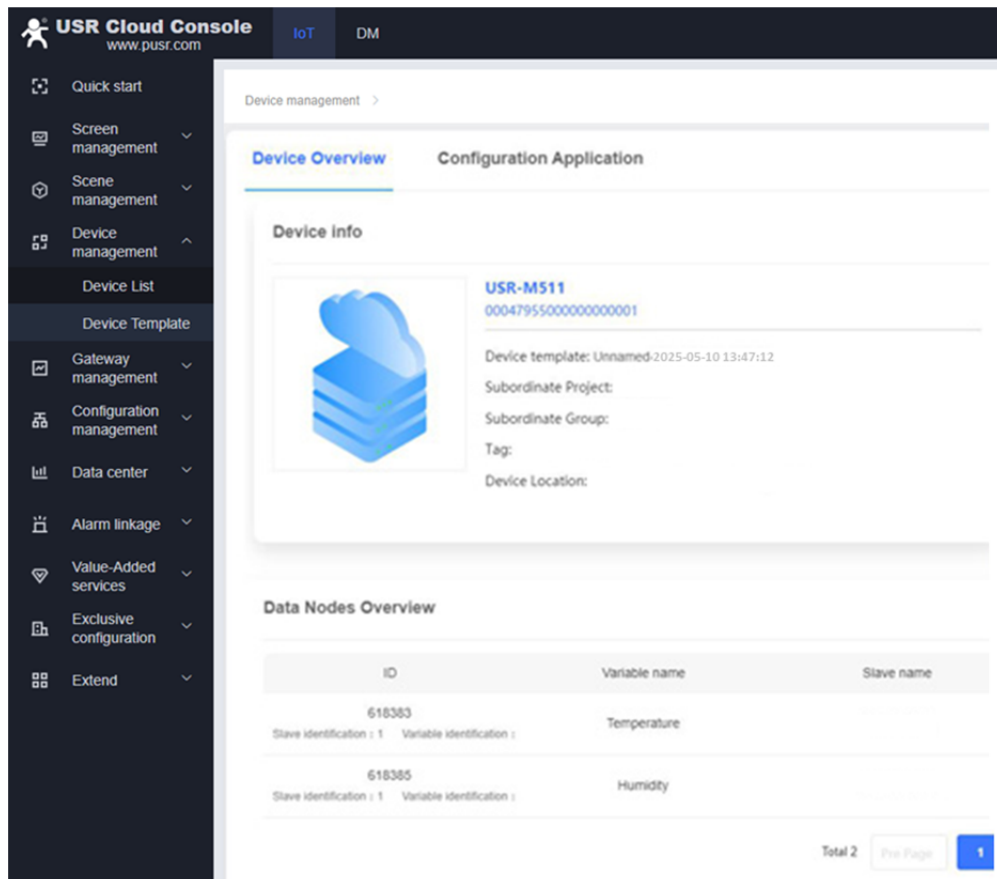 USR Cloud Console
www.pusr.com
IoT
DM
Quick start
Screen
management
Scene
management
Device
management
Device List
Device Template
Gateway
management
Configuration
management
Data center
Alarm linkage
Value-Added
services
Exclusive
configuration
Extend
Device management >
Device Overview
Configuration Application
Device info
USR-M511
00047955000000000001
Device template: Unnamed-2025-05-10 13:47:12
Subordinate Project:
Subordinate Group:
Tag:
Device Location:
Data Nodes Overview
ID
Variable name
Slave name
618383
Slave identification : 1 Variable identification :
Temperature
618385
Slave identification : 1 Variable identification :
Humidity
Total 2
Pre Page
1